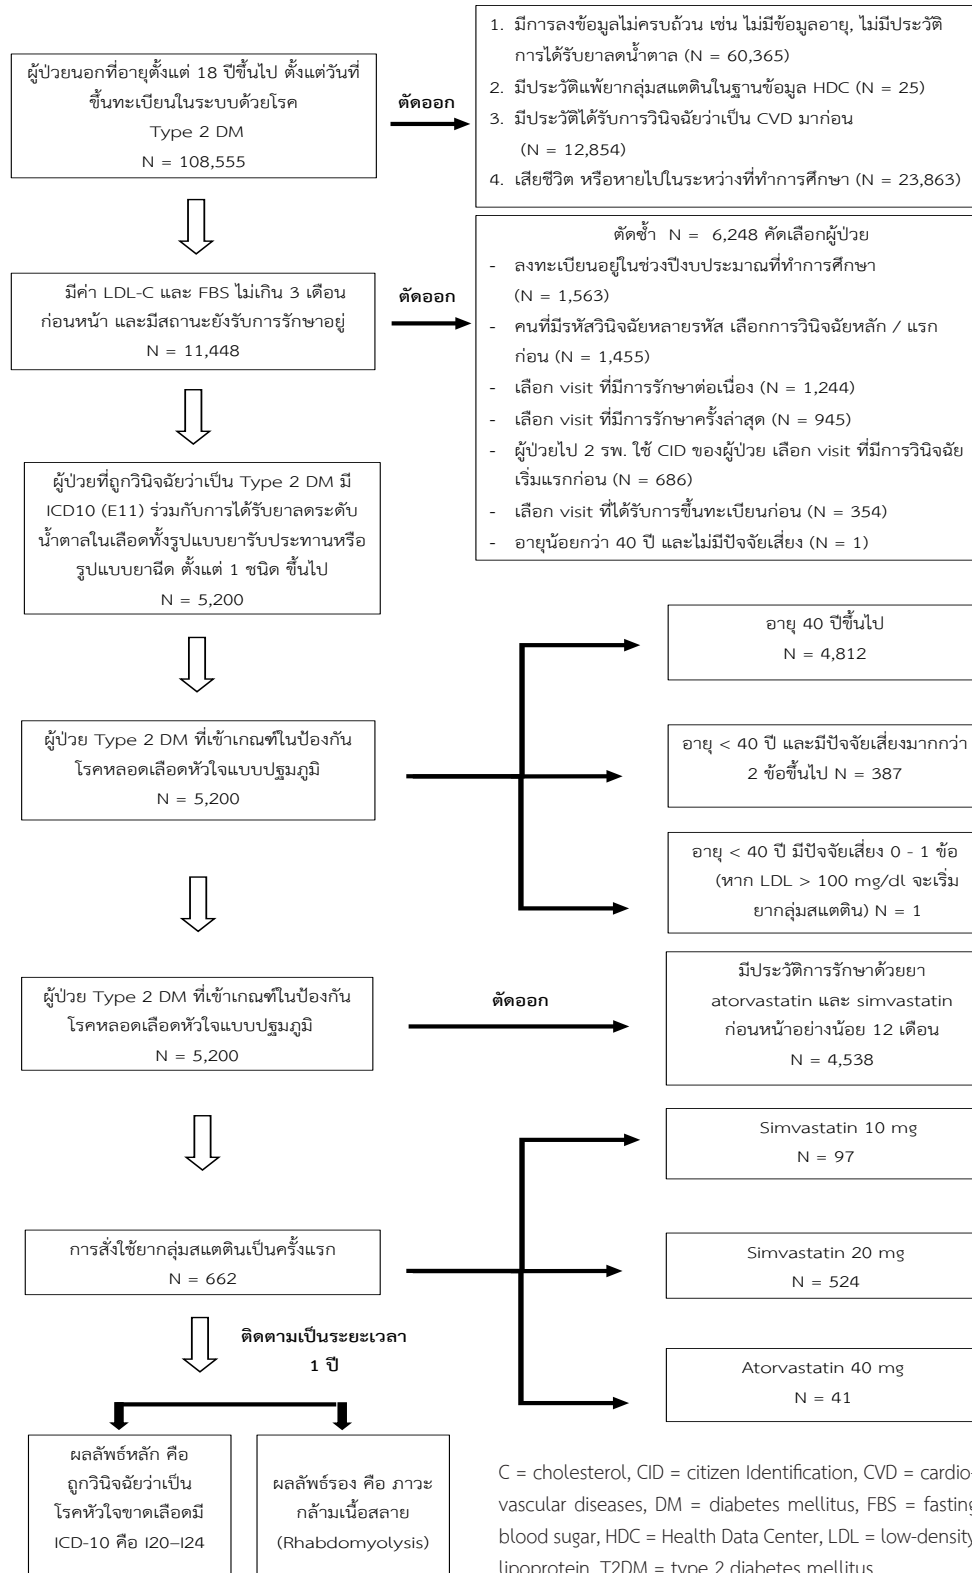 ผู้ป่วยนอกที่อายุตั้งแต่ 18 ปีขึ้นไป ตั้งแต่วันที่
ขึ้นทะเบียนในระบบด้วยโรค
Type 2 DM
N = 108,555
ตัดออก
1. มีการลงข้อมูลไม่ครบถ้วน เช่น ไม่มีข้อมูลอายุ, ไม่มีประวัติ
การได้รับยาลดน้ำตาล (N = 60,365)
2. มีประวัติแพ้ยากลุ่มสแตตินในฐานข้อมูล HDC (N = 25)
3. มีประวัติได้รับการวินิจฉัยว่าเป็น CVD มาก่อน
(N = 12,854)
4. เสียชีวิต หรือหายไปในระหว่างที่ทำการศึกษา (N = 23,863)
มีค่า LDL-C และ FBS ไม่เกิน 3 เดือน
ก่อนหน้า และมีสถานะยังรับการรักษาอยู่
N = 11,448
ตัดออก
ตัดซ้ำ N = 6,248 คัดเลือกผู้ป่วย
- ลงทะเบียนอยู่ในช่วงปีงบประมาณที่ทำการศึกษา
(N = 1,563)
- คนที่มีรหัสวินิจฉัยหลายรหัส เลือกการวินิจฉัยหลัก / แรก
ก่อน (N = 1,455)
- เลือก visit ที่มีการรักษาต่อเนื่อง (N = 1,244)
- เลือก visit ที่มีการรักษาครั้งล่าสุด (N = 945)
- ผู้ป่วยไป 2 รพ. ใช้ CID ของผู้ป่วย เลือก visit ที่มีการวินิจฉัย
เริ่มแรกก่อน (N = 686)
- เลือก visit ที่ได้รับการขึ้นทะเบียนก่อน (N = 354)
- อายุน้อยกว่า 40 ปี และไม่มีปัจจัยเสี่ยง (N = 1)
ผู้ป่วยที่ถูกวินิจฉัยว่าเป็น Type 2 DM มี
ICD10 (E11) ร่วมกับการได้รับยาลดระดับ
น้ำตาลในเลือดทั้งรูปแบบยารับประทานหรือ
รูปแบบยาฉีด ตั้งแต่ 1 ชนิด ขึ้นไป
N = 5,200
อายุ 40 ปีขึ้นไป
N = 4,812
ผู้ป่วย Type 2 DM ที่เข้าเกณฑ์ในป้องกัน
โรคหลอดเลือดหัวใจแบบปฐมภูมิ
N = 5,200
อายุ < 40 ปี และมีปัจจัยเสี่ยงมากกว่า
2 ข้อขึ้นไป N = 387
อายุ < 40 ปี มีปัจจัยเสี่ยง 0 - 1 ข้อ
(หาก LDL > 100 mg/dl จะเริ่ม
ยากลุ่มสแตติน) N = 1
ผู้ป่วย Type 2 DM ที่เข้าเกณฑ์ในป้องกัน
โรคหลอดเลือดหัวใจแบบปฐมภูมิ
N = 5,200
ตัดออก
มีประวัติการรักษาด้วยยา
atorvastatin และ simvastatin
ก่อนหน้าอย่างน้อย 12 เดือน
N = 4,538
Simvastatin 10 mg
N = 97
การสั่งใช้ยากลุ่มสแตตินเป็นครั้งแรก
N = 662
Simvastatin 20 mg
N = 524
Atorvastatin 40 mg
N = 41
ติดตามเป็นระยะเวลา
1 ปี
ผลลัพธ์หลัก คือ
ถูกวินิจฉัยว่าเป็น
โรคหัวใจขาดเลือดมี
ICD-10 คือ I20–I24
ผลลัพธ์รอง คือ ภาวะ
กล้ามเนื้อสลาย
(Rhabdomyolysis)
C = cholesterol, CID = citizen Identification, CVD = cardio-
vascular diseases, DM = diabetes mellitus, FBS = fasting
blood sugar, HDC = Health Data Center, LDL = low-density
lipoprotein, T2DM = type 2 diabetes mellitus